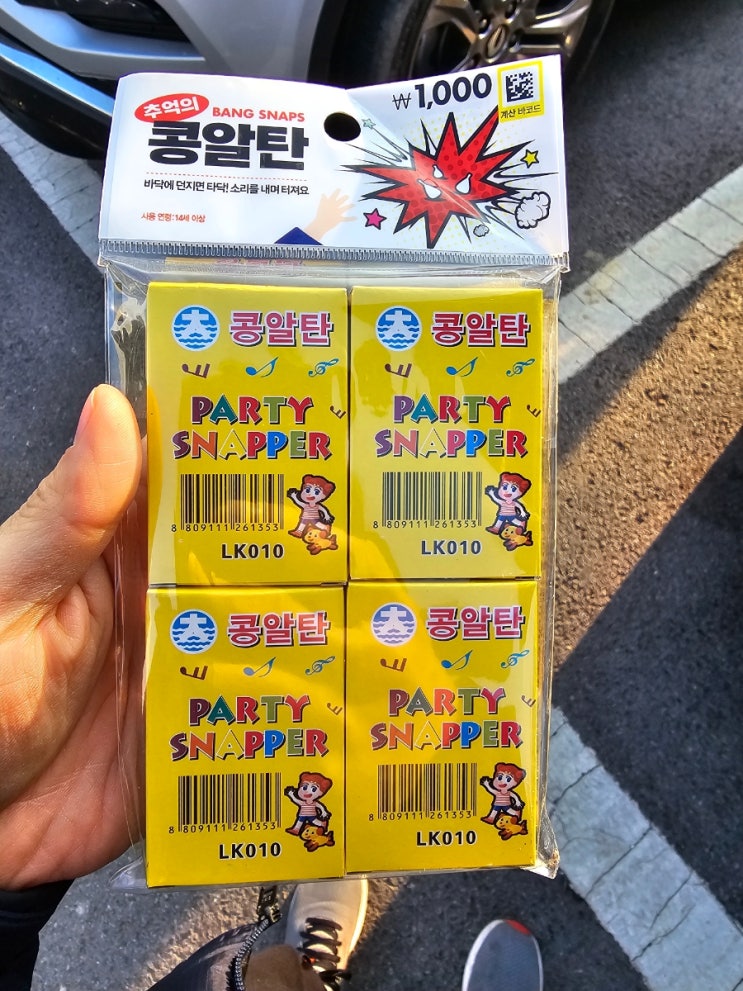 추억의 BANG SNAPS
콩알탄
바닥에 던지면 타닥! 소리를 내며 터져요
사용 연령:14세 이상
₩1,000
계산 바코드
콩알탄
PARTY
SNAPPER
8 809111 261353
LK010
콩알탄
PARTY
SNAPPER
8 809111 261353
LK010
콩알탄
PARTY
SNAPPER
8 809111 261353
LK010
콩알탄
PARTY
SNAPPER
8 809111 261353
LK010